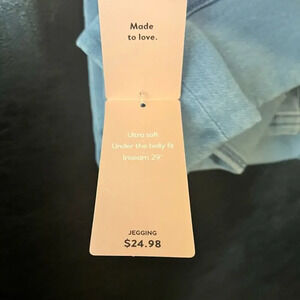 Made
to love.
Ultra soft
Under the belly fit
Inseam 29"
JEGGING
$24.98